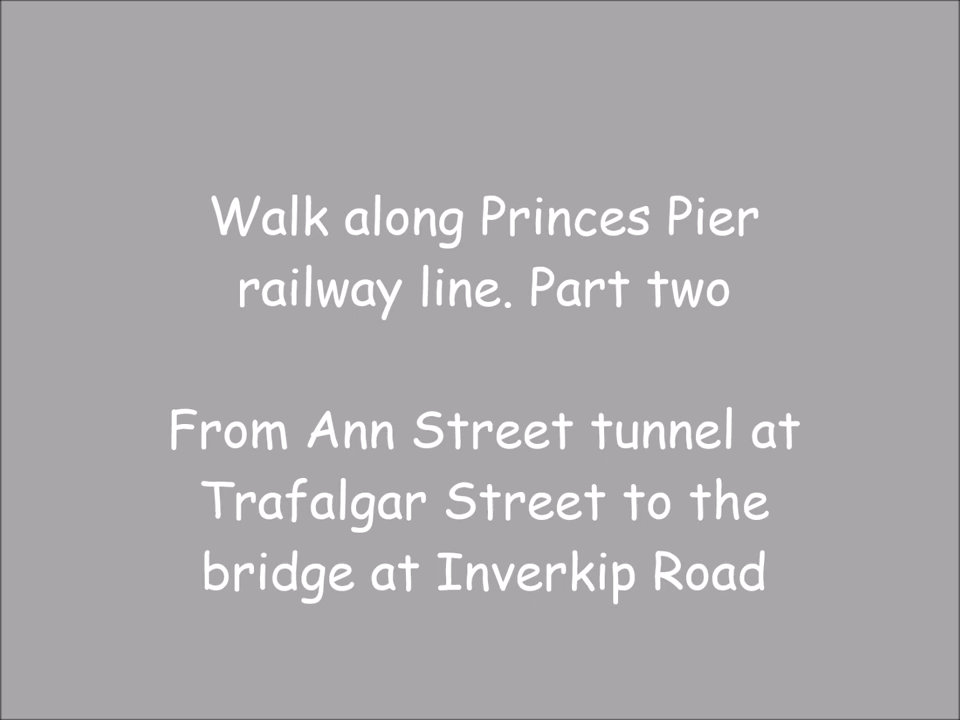 Walk along Princes Pier
railway line. Part two
From Ann Street tunnel at
Trafalgar Street to the
bridge at Inverkip Road